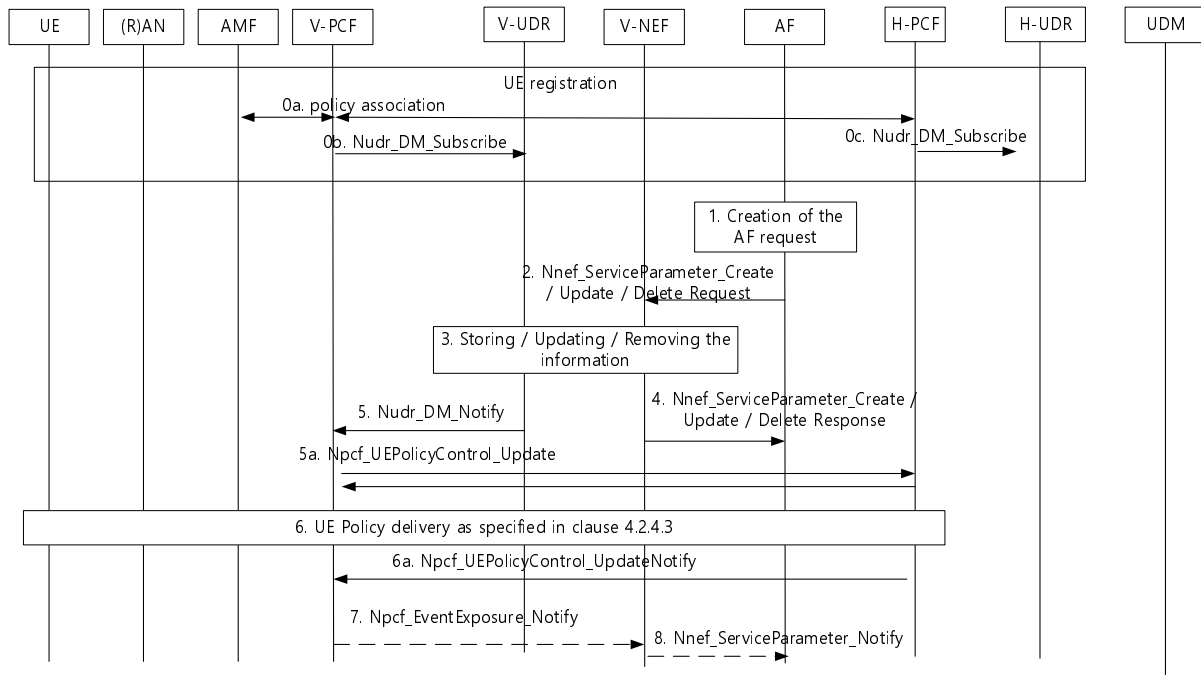 UE
(R)AN
AMF
V-PCF
V-UDR
V-NEF
AF
H-PCF
H-UDR
UDM
UE registration
0a. policy association
0b. Nudr_DM_Subscribe
0c. Nudr_DM_Subscribe
1. Creation of the
AF request
2. Nnef_ServiceParameter_Create
/ Update / Delete Request
3. Storing / Updating / Removing the
information
4. Nnef_ServiceParameter_Create /
Update / Delete Response
5. Nudr_DM_Notify
5a. Npcf_UEPolicyControl_Update
6. UE Policy delivery as specified in clause 4.2.4.3
6a. Npcf_UEPolicyControl_UpdateNotify
7. Npcf_EventExposure_Notify
8. Nnef_ServiceParameter_Notify